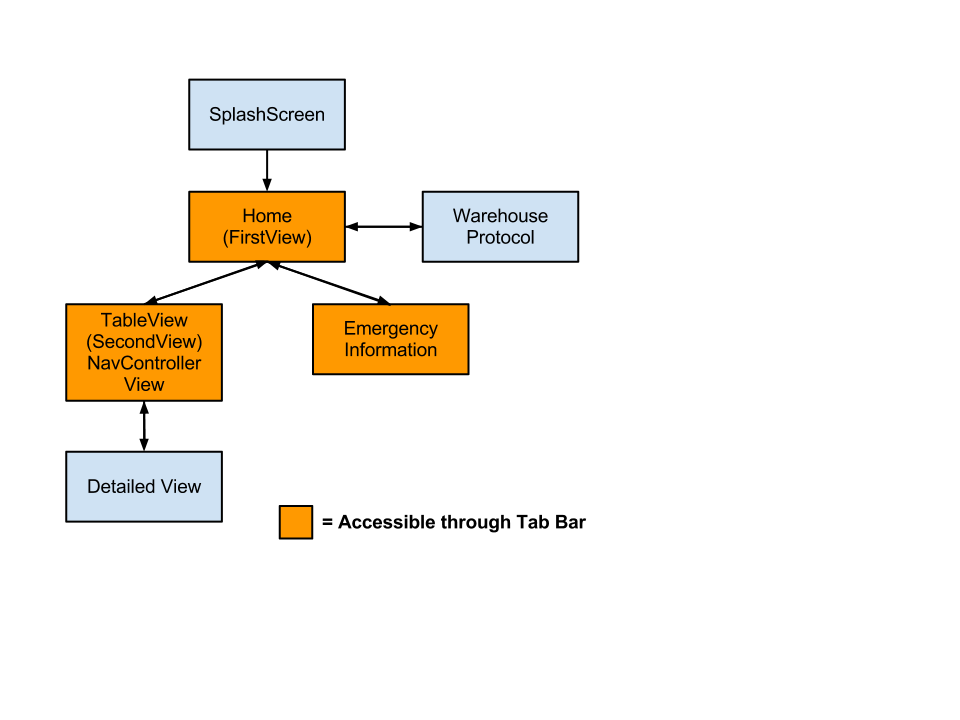 SplashScreen
Home
(FirstView)
Warehouse
Protocol
TableView
(SecondView)
NavController
View
Emergency
Information
Detailed View
= Accessible through Tab Bar